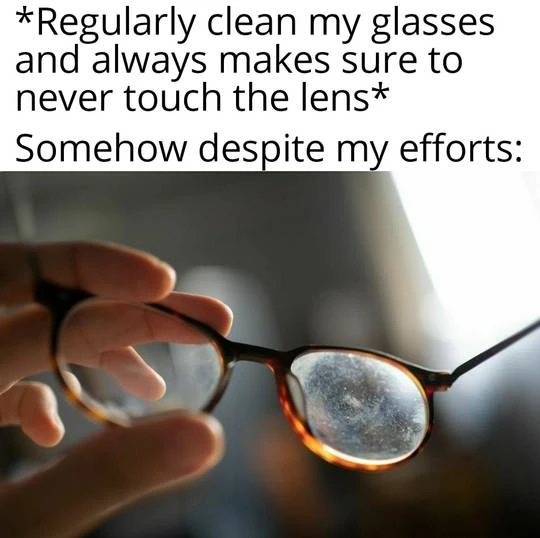 *Regularly clean my glasses
and always makes sure to
never touch the lens*
Somehow despite my efforts: